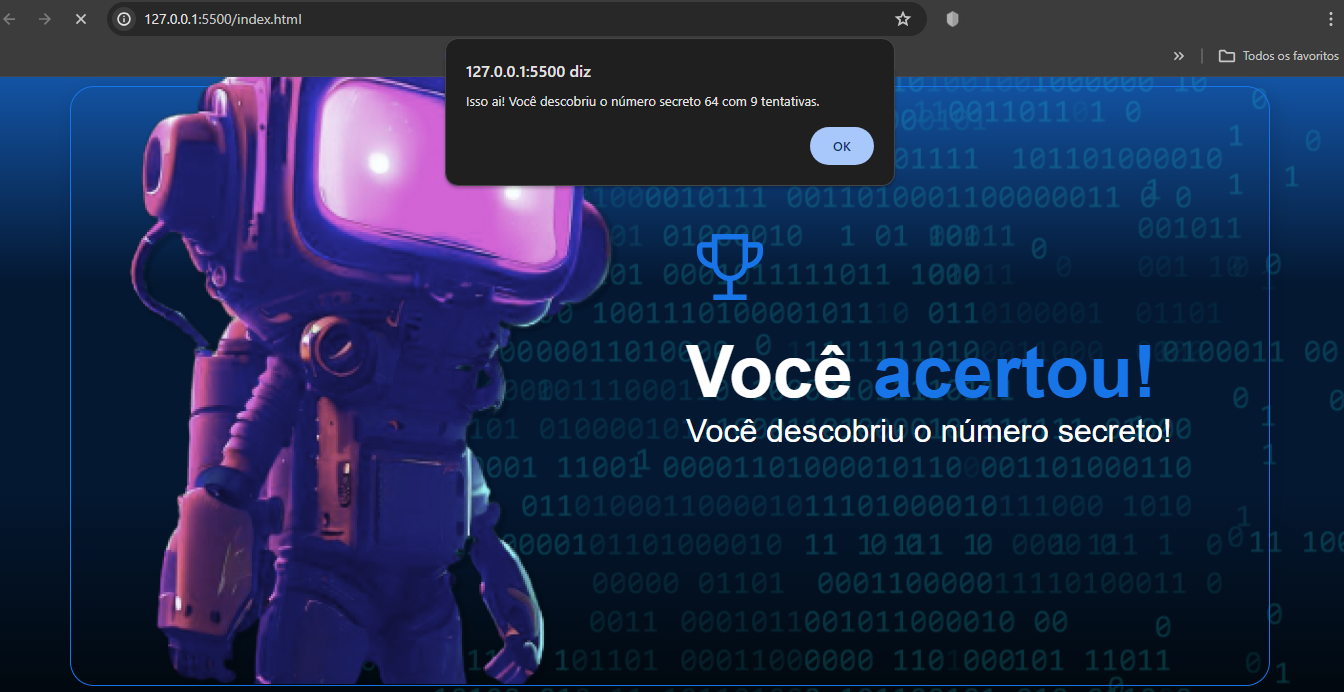 127.0.0.1:5500/index.html
Todos os favoritos
127.0.0.1:5500 diz
Isso ai! Você descobriu o número secreto 64 com 9 tentativas.
OK
Você acertou!
Você descobriu o número secreto!